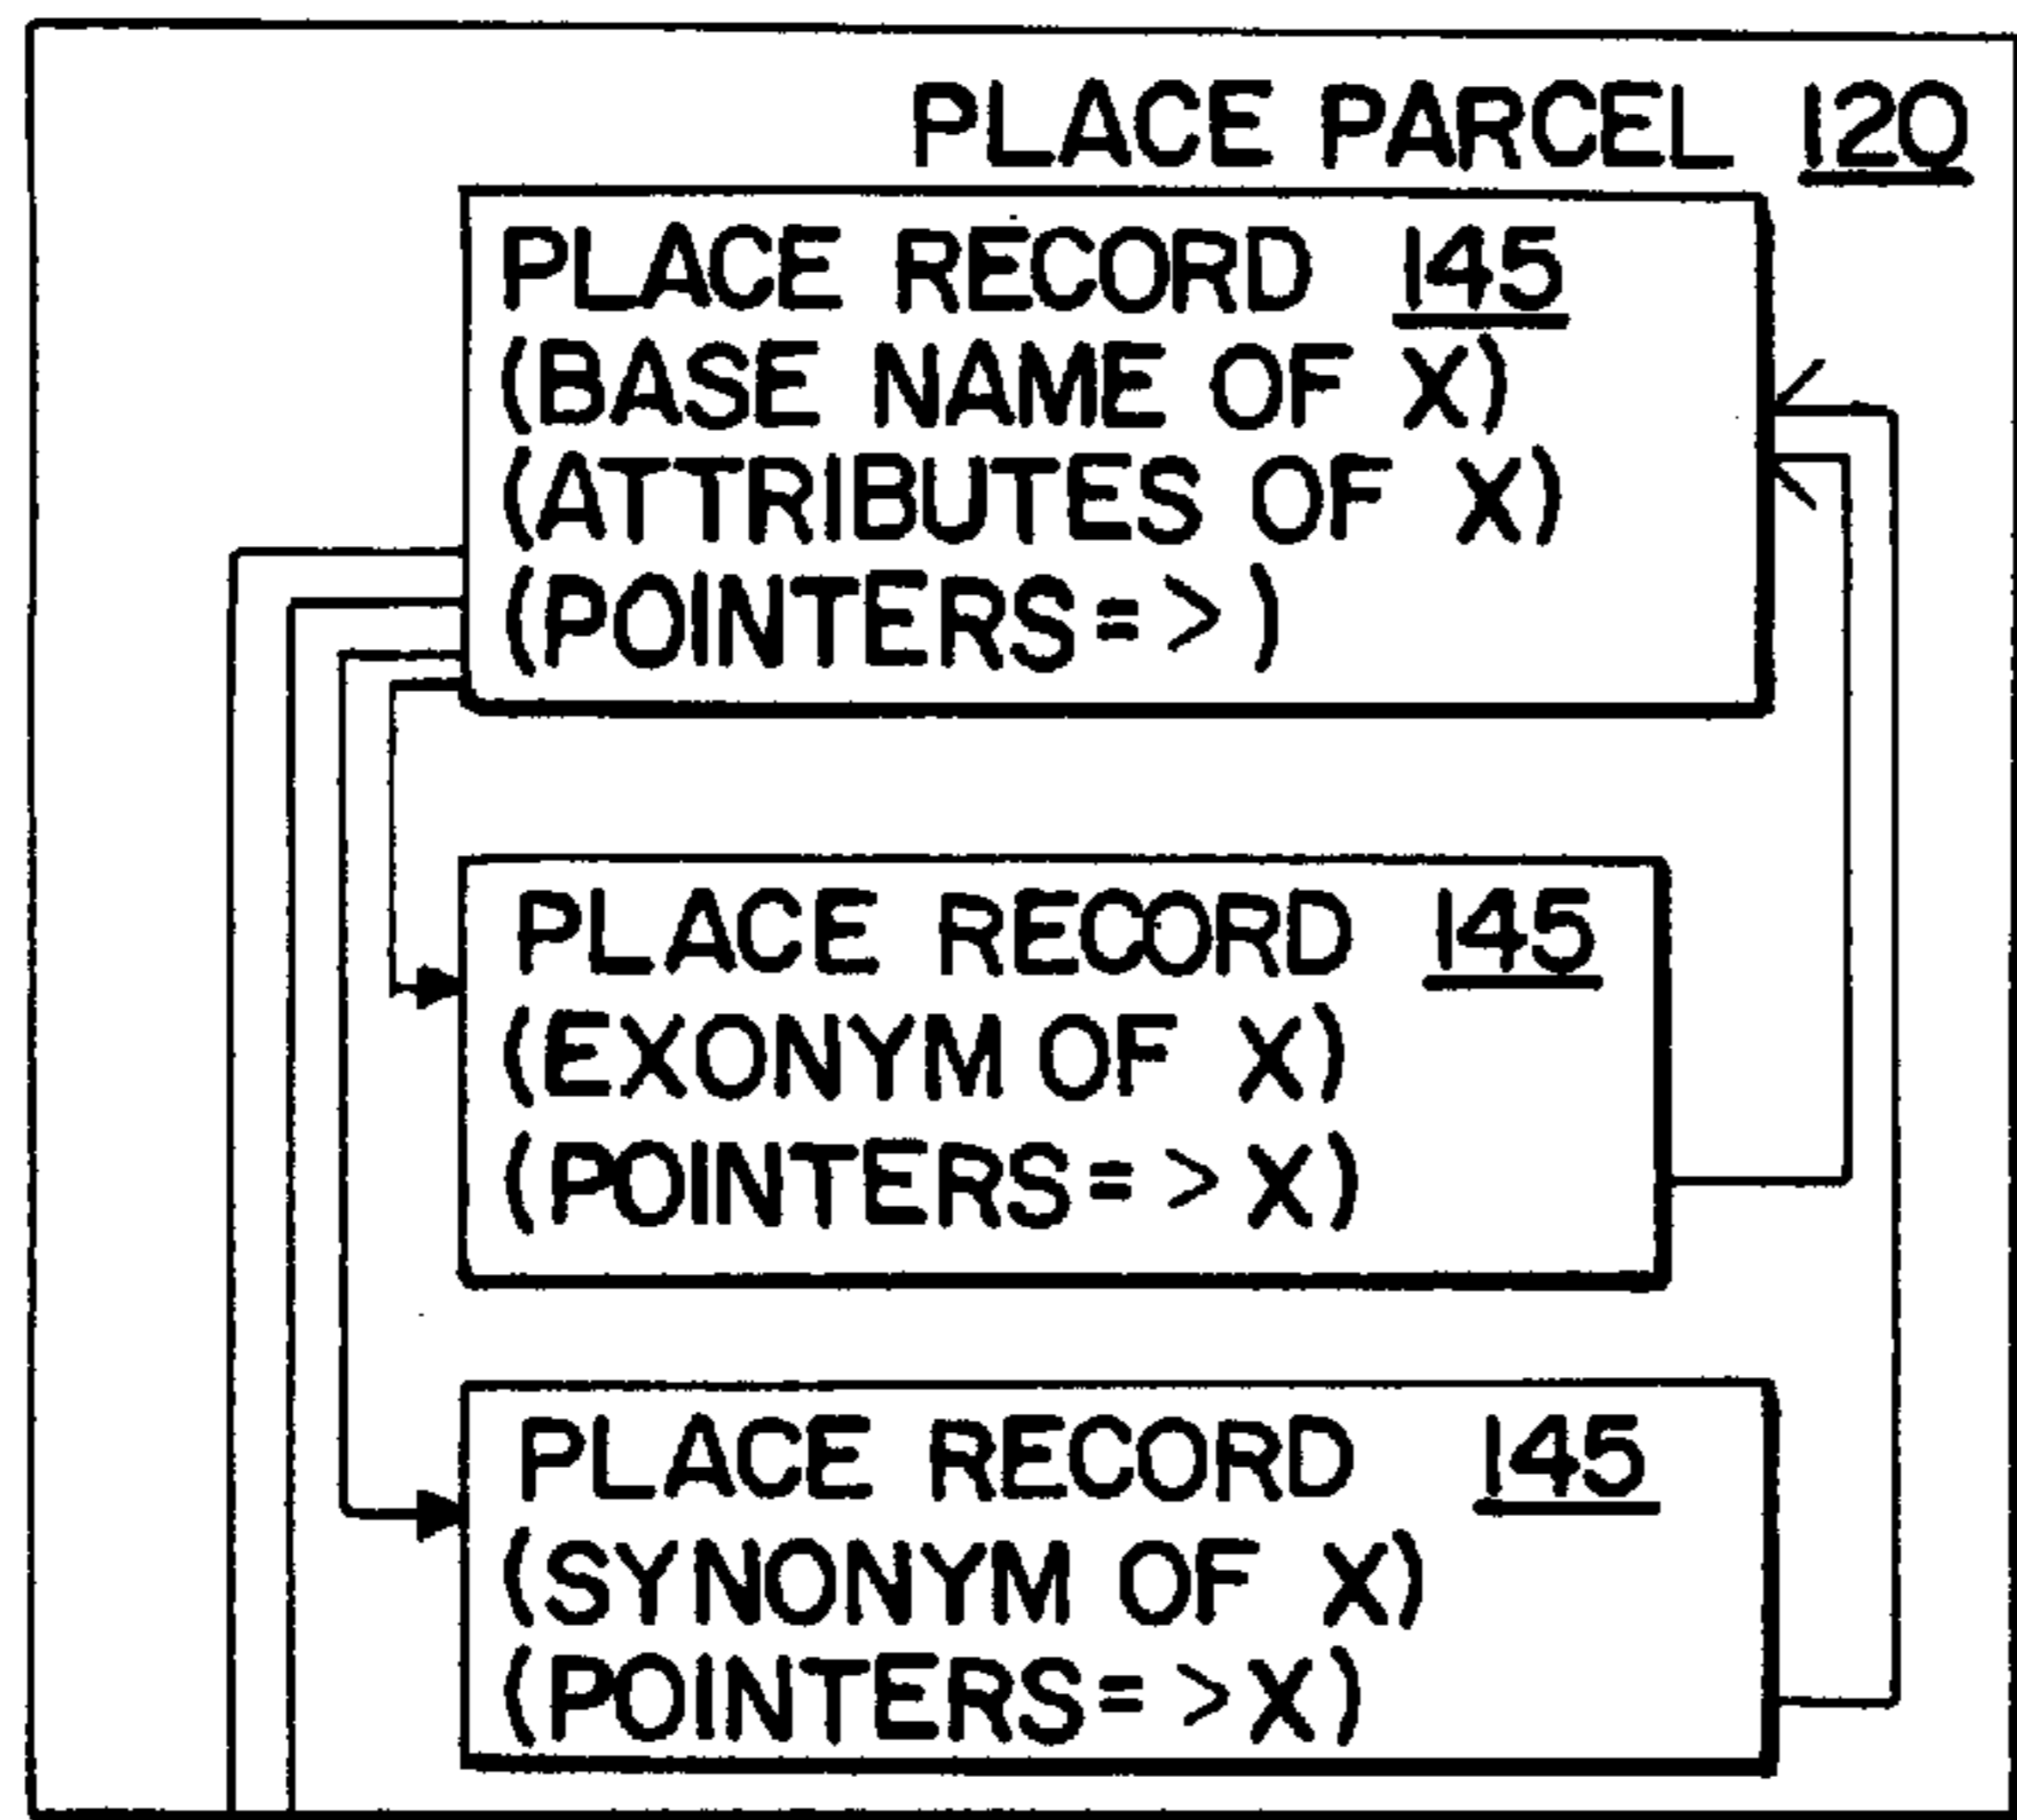 PLACE PARCEL 120
PLACE RECORD 145
(BASE NAME OF X)
(ATTRIBUTES OF X)
(POINTERS=>)
PLACE RECORD 145
(EXONYM OF X)
(POINTERS=>X)
PLACE RECORD 145
(SYNONYM OF X)
(POINTERS=>X)